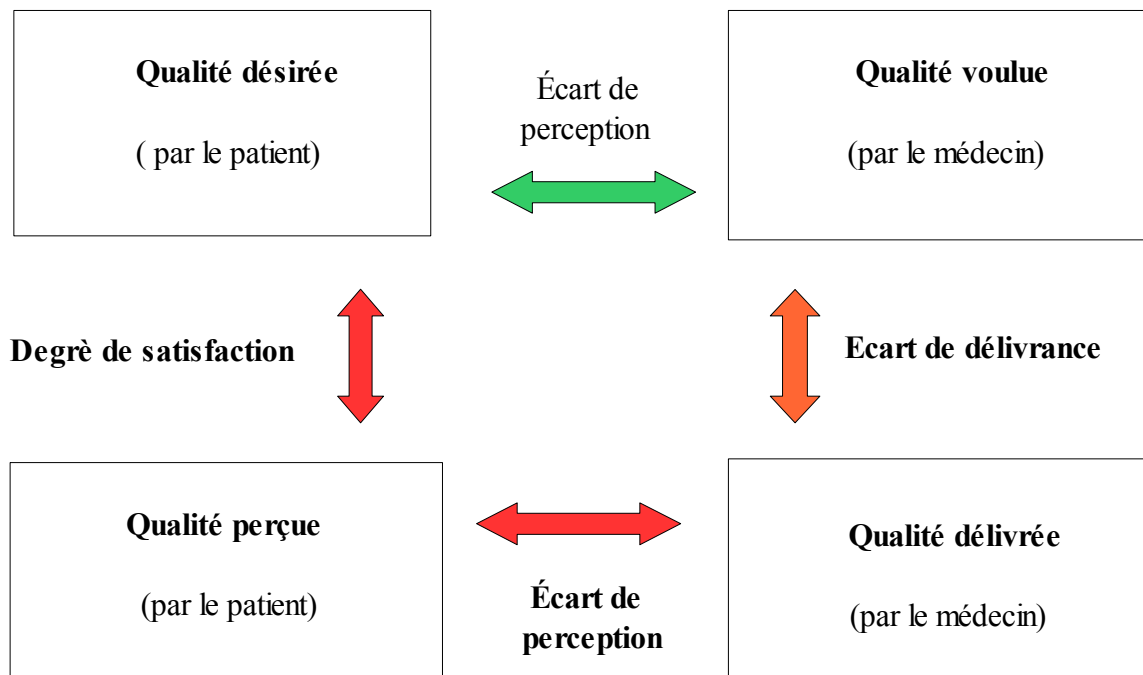 Qualité désirée
( par le patient)
Écart de
perception
Qualité voulue
(par le médecin)
Degrè de satisfaction
Ecart de délivrance
Qualité perçue
(par le patient)
Écart de
perception
Qualité délivrée
(par le médecin)